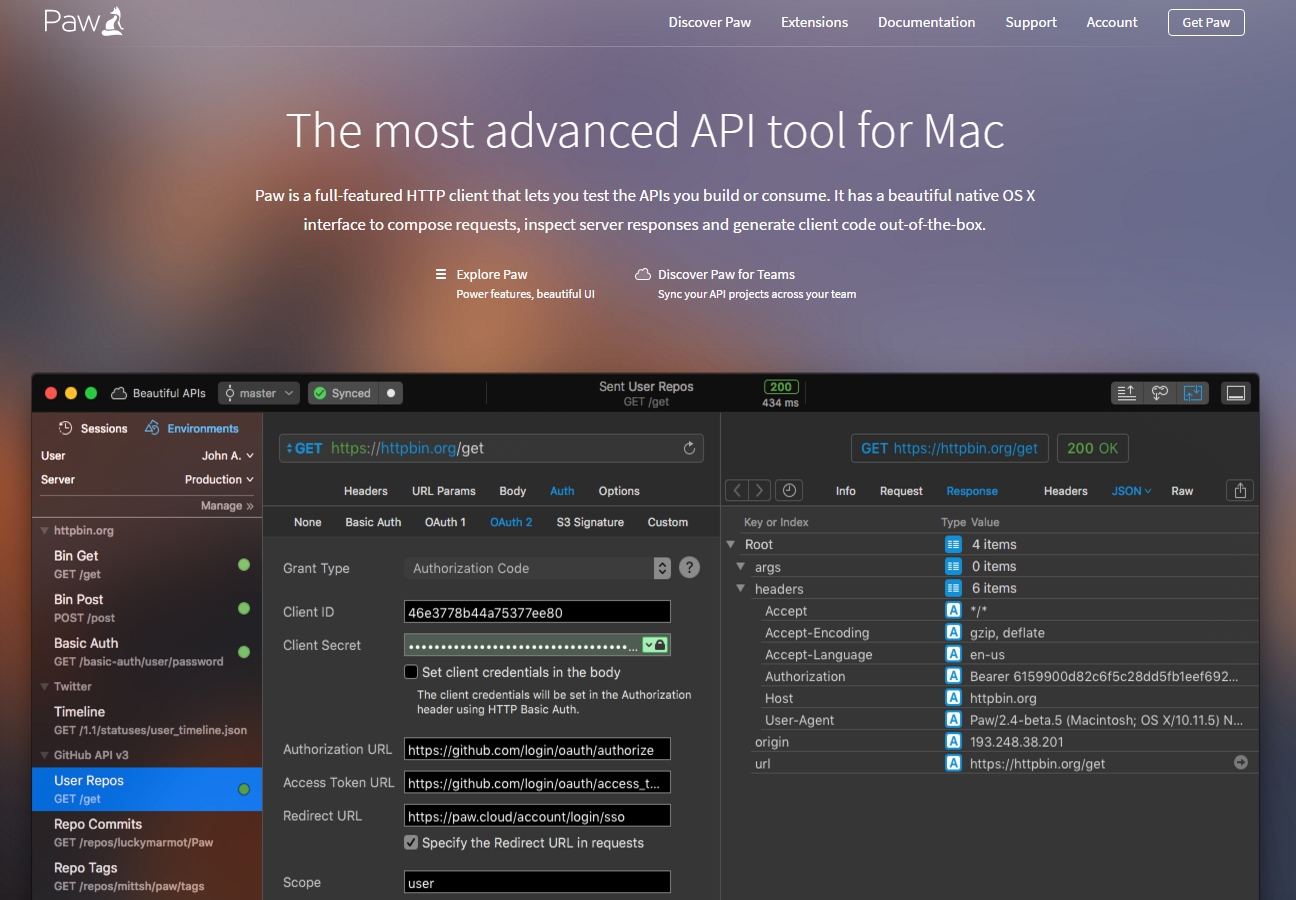 Paw
Discover Paw
Extensions
Documentation
Support
Account
Get Paw
The most advanced API tool for Mac
Paw is a full-featured HTTP client that lets you test the APIs you build or consume. It has a beautiful native OS X
interface to compose requests, inspect server responses and generate client code out-of-the-box.
Explore Paw
Power features, beautiful UI
Discover Paw for Teams
Sync your API projects across your team
Beautiful APIs
master
Synced
Sent User Repos
GET /get
200
434 ms
Sessions
Environments
User
John A.
Server
Production
Manage »
httpbin.org
Bin Get
GET /get
Bin Post
POST /post
Basic Auth
GET /basic-auth/user/password
Twitter
Timeline
GET /1.1/statuses/user_timeline.json
GitHub API v3
User Repos
GET /get
Repo Commits
GET /repos/luckymarmot/Paw
Repo Tags
GET /repos/mittsh/paw/tags
GET https://httpbin.org/get
Headers
URL Params
Body
Auth
Options
None
Basic Auth
OAuth 1
OAuth 2
S3 Signature
Custom
Grant Type
Authorization Code
?
Client ID
46e3778b44a75377ee80
Client Secret
Set client credentials in the body
The client credentials will be set in the Authorization
header using HTTP Basic Auth.
Authorization URL
https://github.com/login/oauth/authorize
Access Token URL
https://github.com/login/oauth/access_t...
Redirect URL
https://paw.cloud/account/login/sso
Specify the Redirect URL in requests
Scope
user
GET https://httpbin.org/get
200 OK
Info
Request
Response
Headers
JSON
Raw
Key or Index
Type
Value
Root
4 items
args
0 items
headers
6 items
Accept
A
*/*
Accept-Encoding
A
gzip, deflate
Accept-Language
A
en-us
Authorization
A
Bearer 6159900d82c6f5c28dd5fb1eef692...
Host
A
httpbin.org
User-Agent
A
Paw/2.4-beta.5 (Macintosh; OS X/10.11.5) N...
origin
A
193.248.38.201
url
A
https://httpbin.org/get